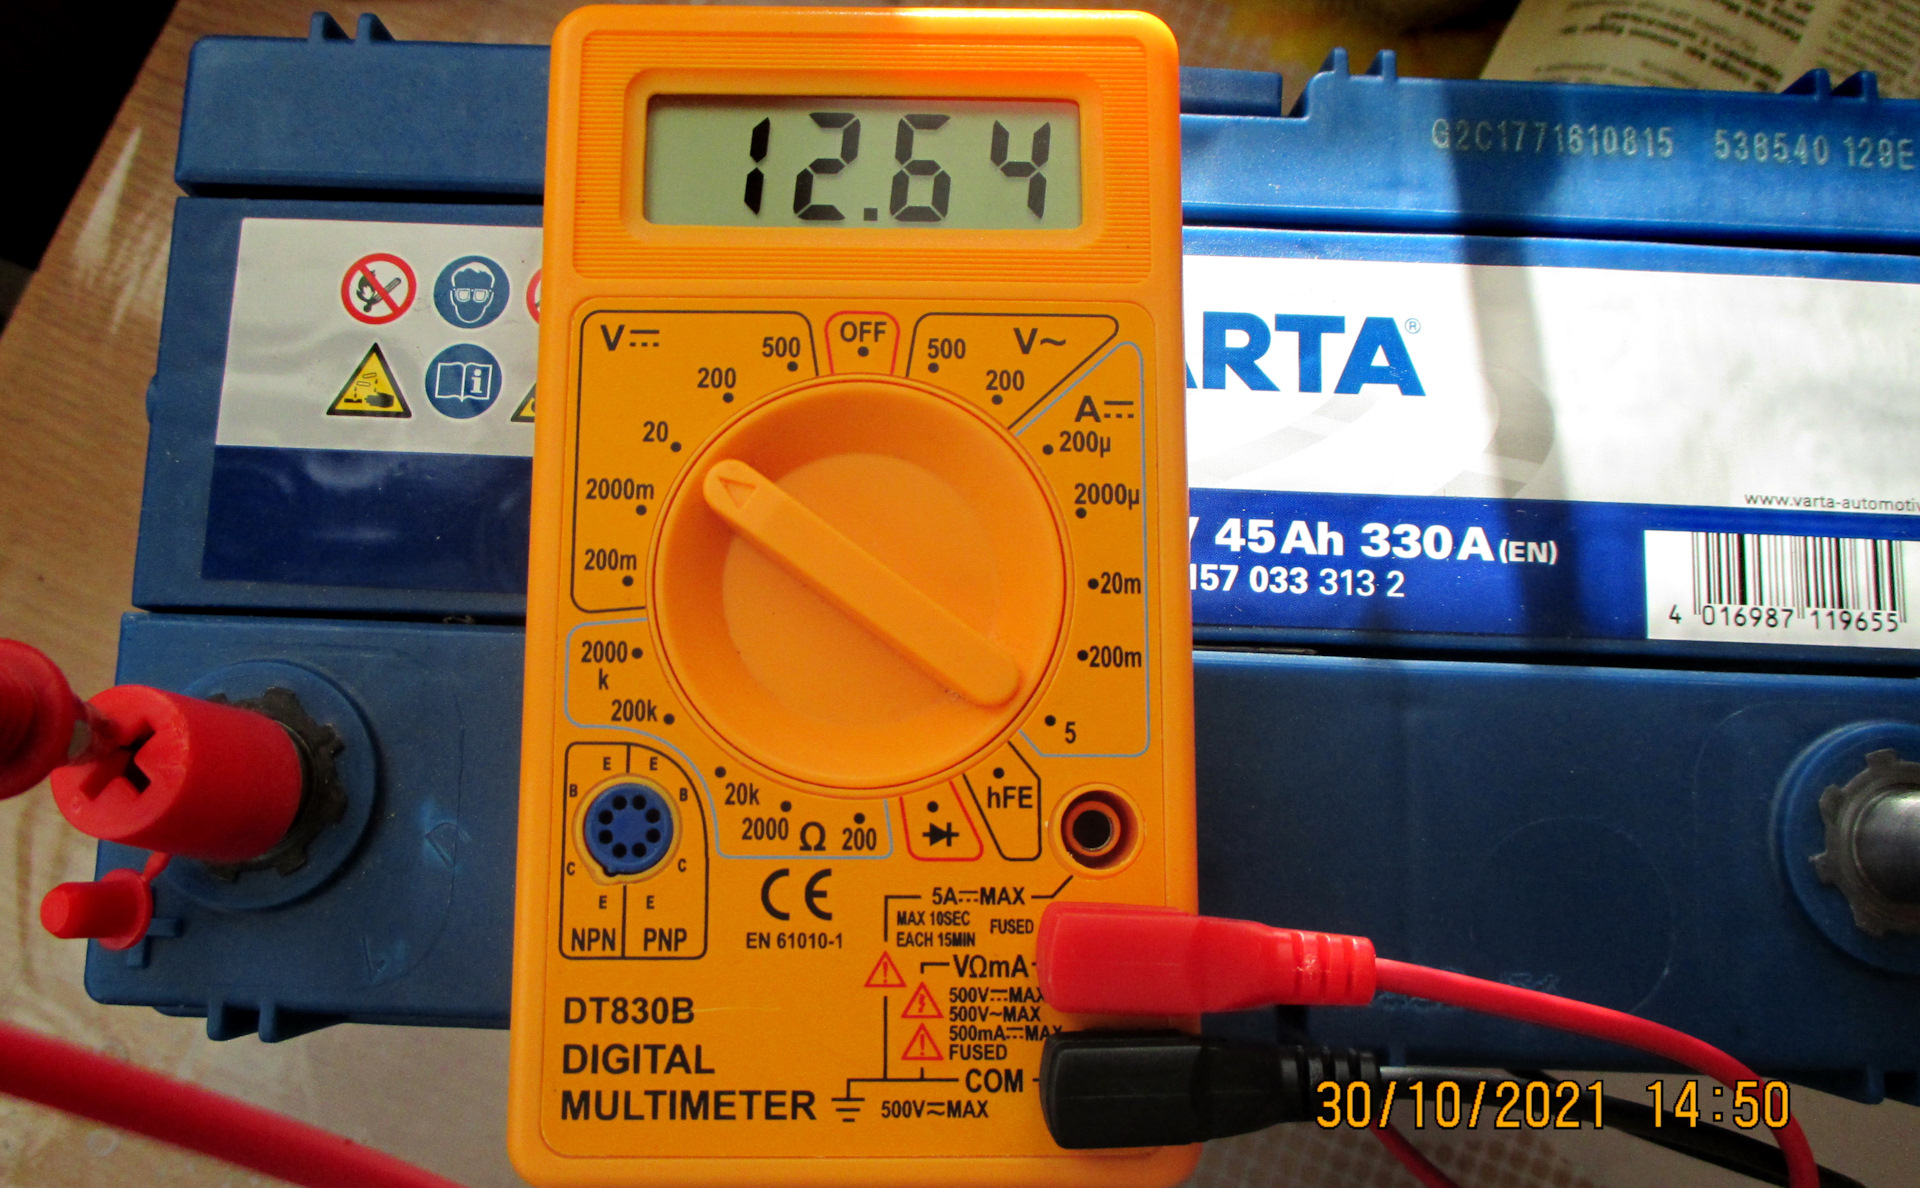 12.64
G2C1771610815 536540 129E
V⎓
500
OFF
500
V~
200
200
A⎓
20
200µ
2000m
2000µ
200m
20m
2000
k
200m
200k
5
20k
2000
Ω
200
hFE
E E
B B
C C
E E
NPN PNP
CE
EN 61010-1
5A⎓MAX
MAX 10SEC
EACH 15MIN
FUSED
VΩmA
500V⎓MAX
500V~MAX
500mA⎓MAX
FUSED
COM
500V≂MAX
DT830B
DIGITAL
MULTIMETER
ARTA®
www.varta-automotiv
45Ah 330A(EN)
157 033 313 2
4 016987 119655
30/10/2021 14:50